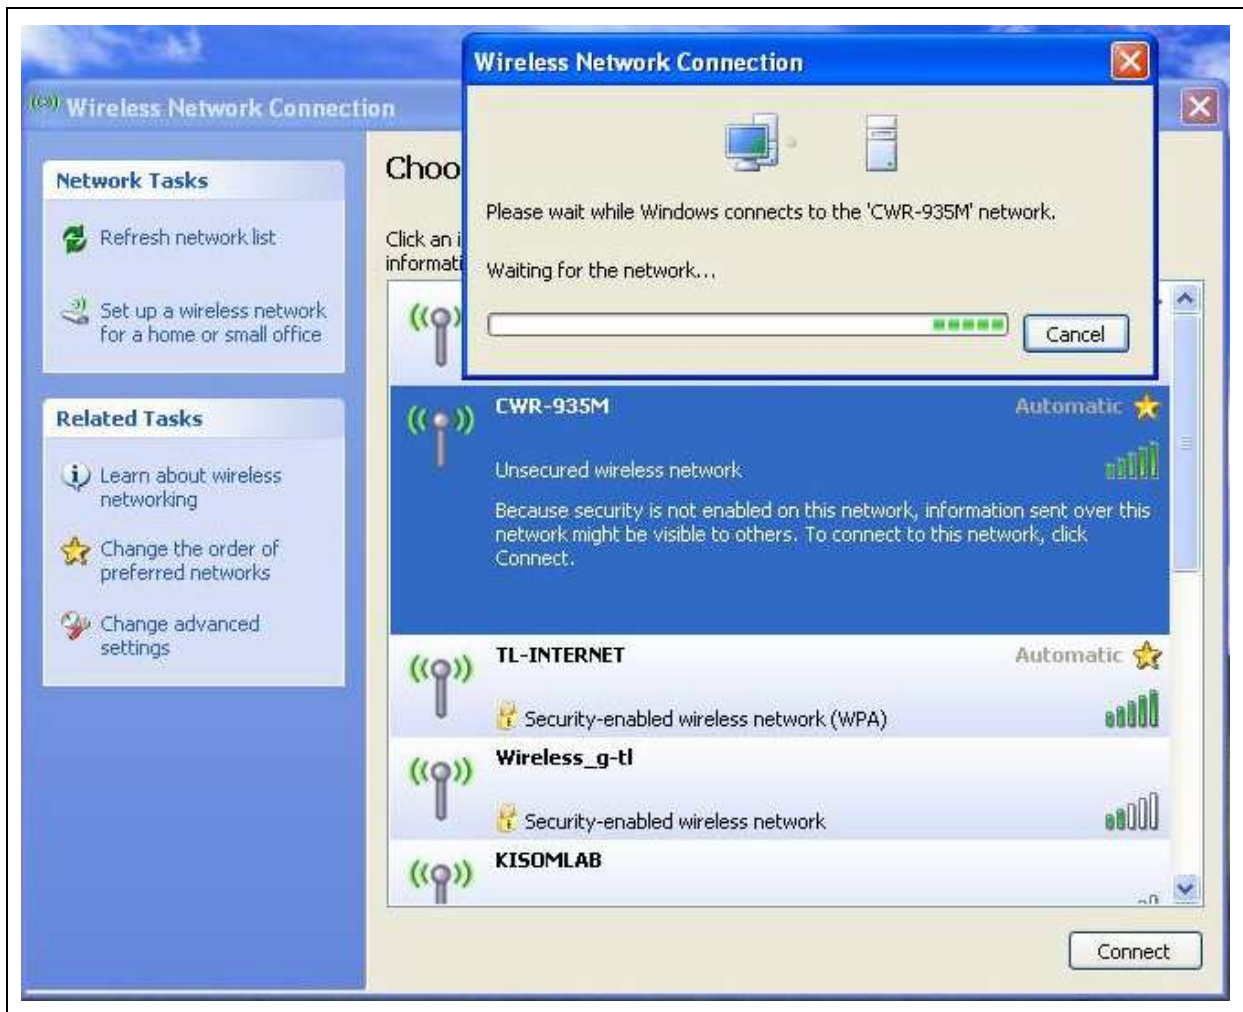 Wireless Network Connection
Wireless Network Connection
Please wait while Windows connects to the 'CWR-935M' network.
Waiting for the network...
Cancel
Network Tasks
Refresh network list
Set up a wireless network
for a home or small office
Related Tasks
Learn about wireless
networking
Change the order of
preferred networks
Change advanced
settings
Choo
Click an i
informati
CWR-935M
Automatic
Unsecured wireless network
Because security is not enabled on this network, information sent over this
network might be visible to others. To connect to this network, click
Connect.
TL-INTERNET
Automatic
Security-enabled wireless network (WPA)
Wireless_g-tl
Security-enabled wireless network
KISOMLAB
Connect